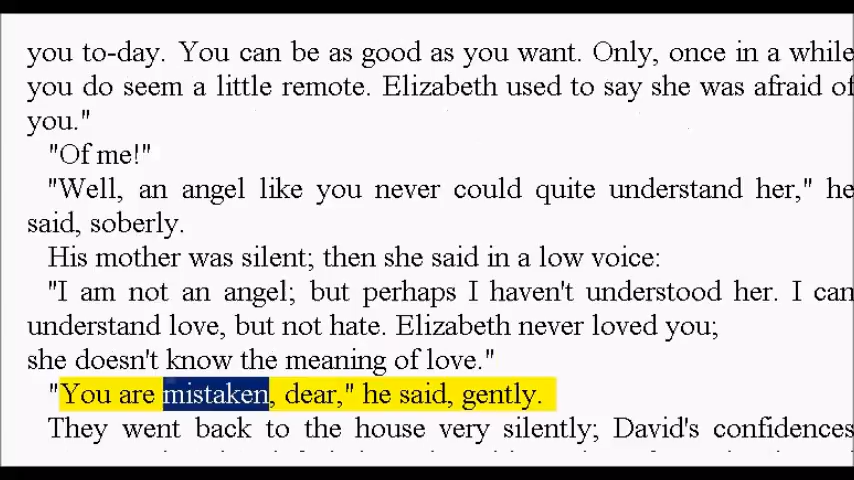 you to-day. You can be as good as you want. Only, once in a while
you do seem a little remote. Elizabeth used to say she was afraid of
you."
"Of me!"
"Well, an angel like you never could quite understand her," he
said, soberly.
His mother was silent; then she said in a low voice:
"I am not an angel; but perhaps I haven't understood her. I can
understand love, but not hate. Elizabeth never loved you;
she doesn't know the meaning of love."
"You are mistaken, dear," he said, gently.
They went back to the house very silently; David's confidences